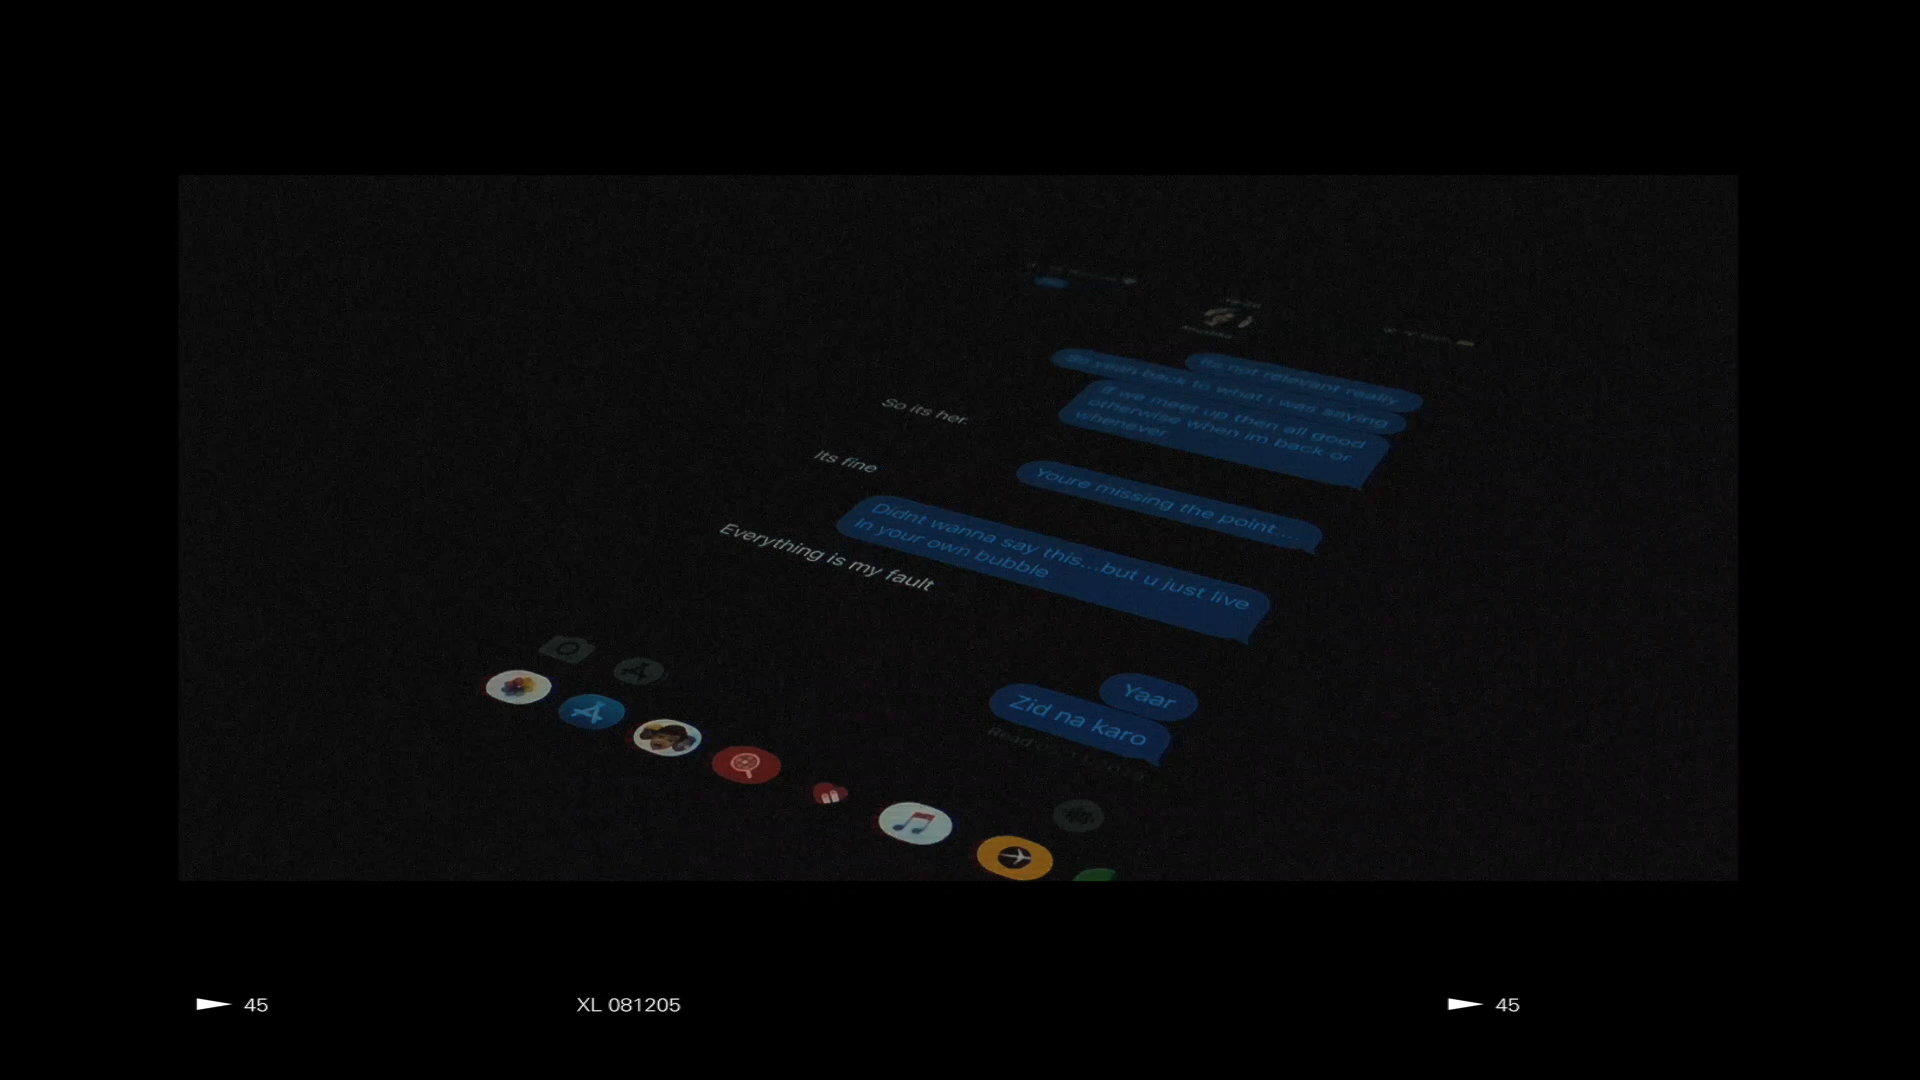 Its not relevant really
So yeah back to what i was saying
If we meet up then all good
otherwise when im back or
whenever
So its her.
Youre missing the point....
Its fine
Didnt wanna say this...but u just live
In your own bubble
Everything is my fault
Yaar
Zid na karo
Read
45
XL 081205
45